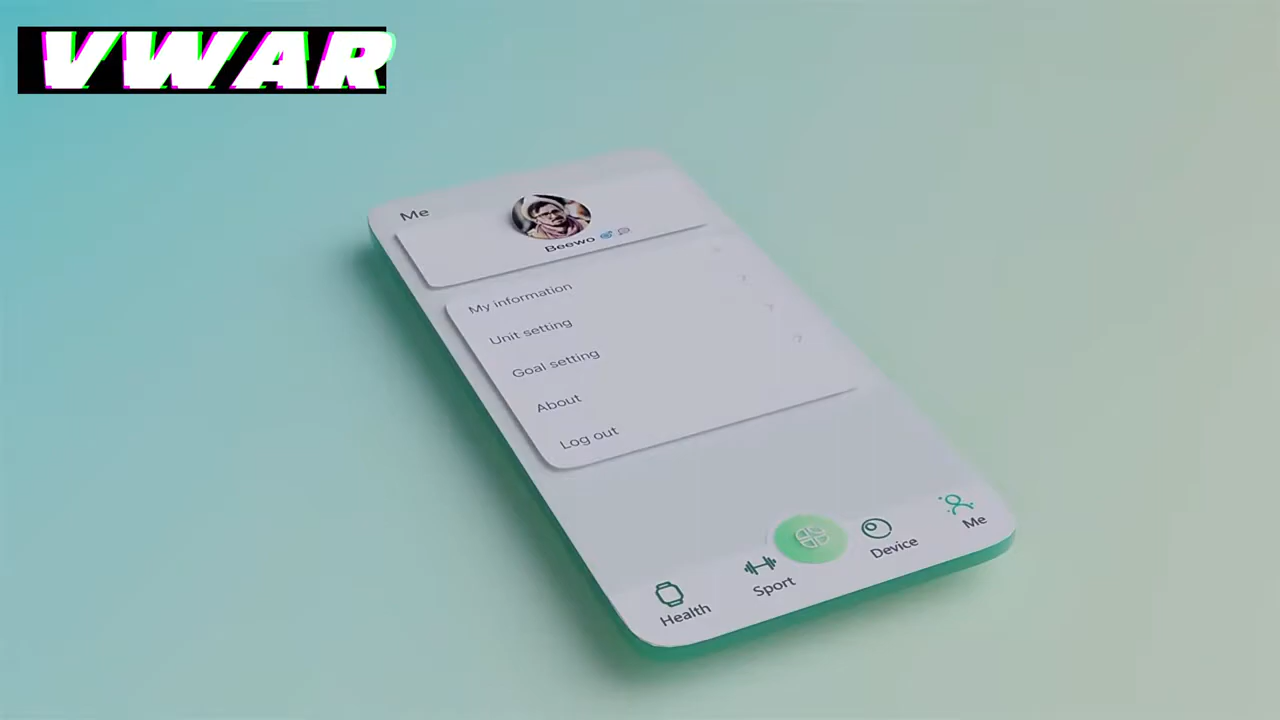 VWAR
Me
Beewo
My information
Unit setting
Goal setting
About
Log out
Health
Sport
Device
Me